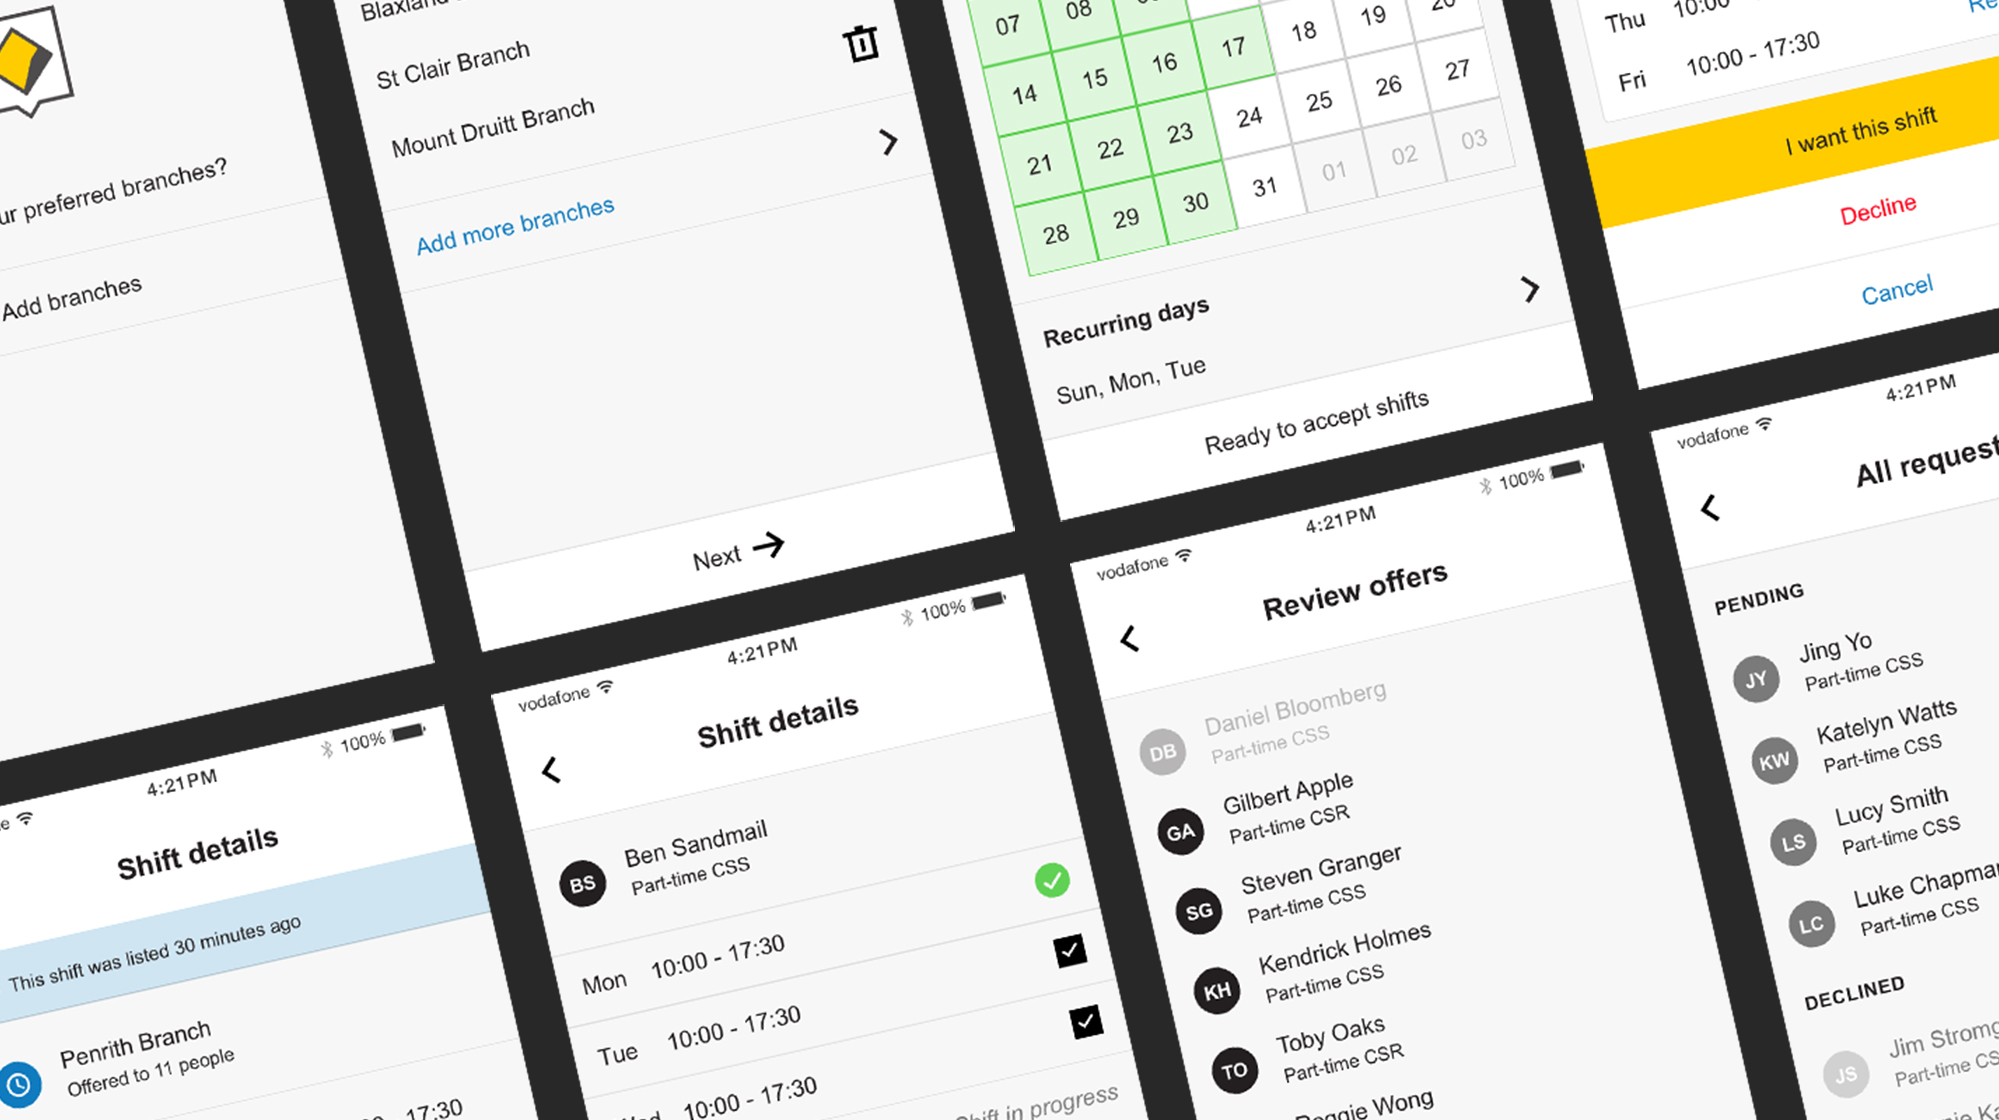 ur preferred branches?
Add branches
Blaxland
St Clair Branch
Mount Druitt Branch
Add more branches
Next
07 08
14 15 16 17 18 19 20
21 22 23 24 25 26 27
28 29 30 31 01 02 03
Recurring days
Sun, Mon, Tue
Ready to accept shifts
Thu 10:00
Re
Fri 10:00 - 17:30
I want this shift
Decline
Cancel
e 4:21PM 100%
Shift details
This shift was listed 30 minutes ago
Penrith Branch
Offered to 11 people
- 17:30
vodafone 4:21PM 100%
Shift details
BS Ben Sandmail
Part-time CSS
Mon 10:00 - 17:30
Tue 10:00 - 17:30
Wed 10:00 - 17:30
Shift in progress
vodafone 4:21PM 100%
Review offers
DB Daniel Bloomberg
Part-time CSS
GA Gilbert Apple
Part-time CSR
SG Steven Granger
Part-time CSS
KH Kendrick Holmes
Part-time CSS
TO Toby Oaks
Part-time CSR
Reggie Wong
vodafone 4:21PM
All request
PENDING
JY Jing Yo
Part-time CSS
KW Katelyn Watts
Part-time CSS
LS Lucy Smith
Part-time CSS
LC Luke Chapman
Part-time CSS
DECLINED
JS Jim Strom
Part-time CS